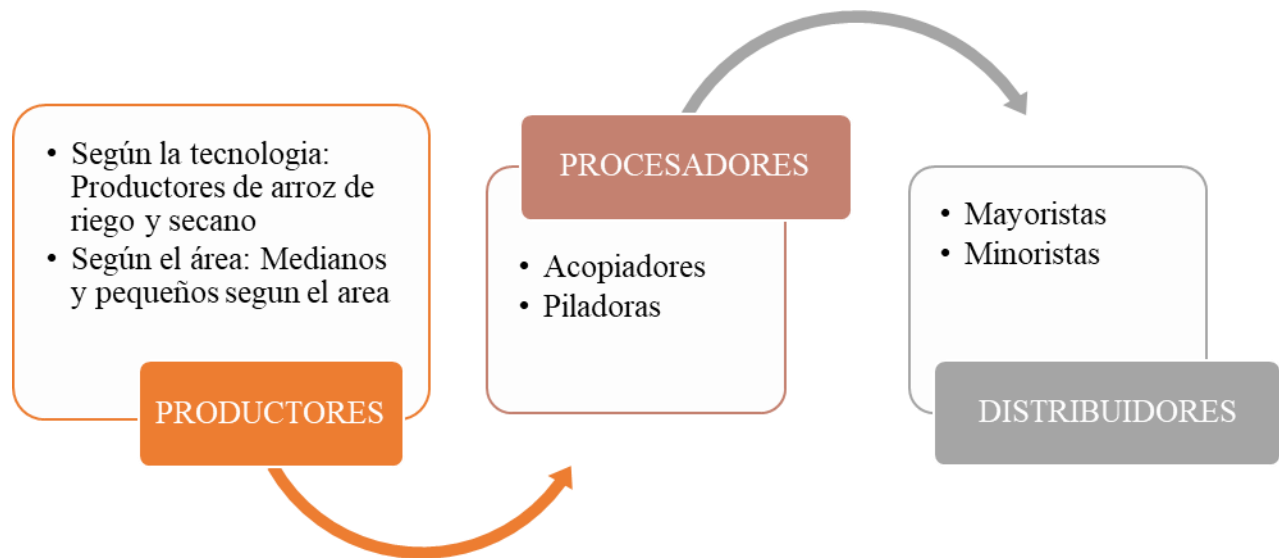 • Según la tecnologia:
Productores de arroz de
riego y secano
• Según el área: Medianos
y pequeños segun el area
PRODUCTORES
PROCESADORES
• Acopiadores
• Piladoras
• Mayoristas
• Minoristas
DISTRIBUIDORES